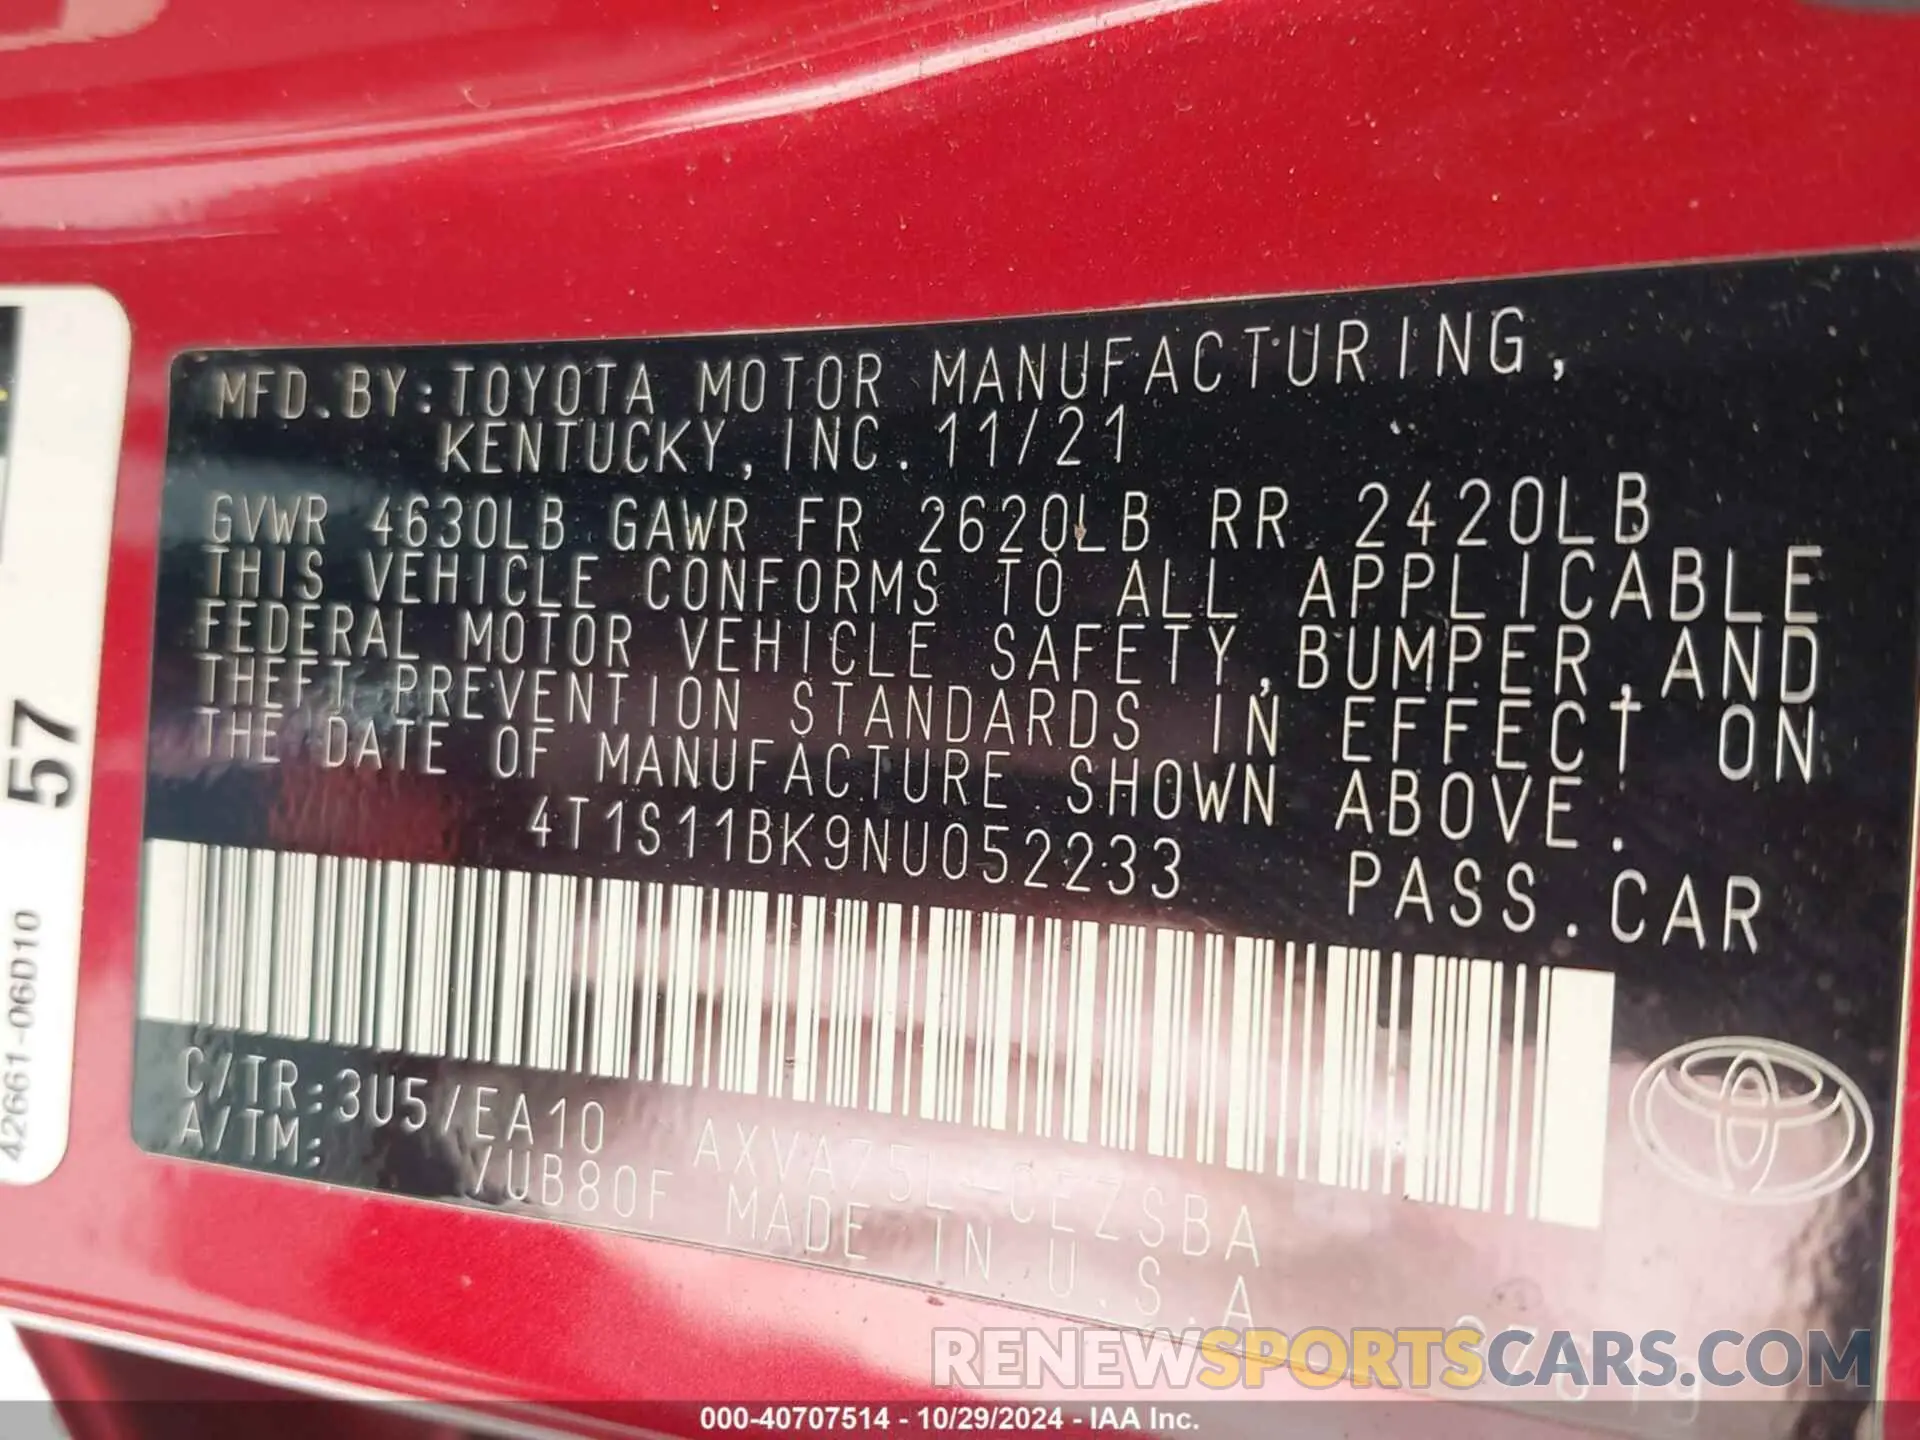 MFD.BY:TOYOTA MOTOR MANUFACTURING,
KENTUCKY, INC. 11/21
GVWR 4630LB GAWR FR 2620LB RR 2420LB
THIS VEHICLE CONFORMS TO ALL APPLICABLE
FEDERAL MOTOR VEHICLE SAFETY,BUMPER,AND
THEFT PREVENTION STANDARDS IN EFFECT ON
THE DATE OF MANUFACTURE SHOWN ABOVE.
4T1S11BK9NU052233 PASS.CAR
C/TR:3U5/EA10 AXVA75L-CEZSBA
A/TM: /UB80F MADE IN U.S.A
57
42661-06D10
RENEWSPORTSCARS.COM
000-40707514 - 10/29/2024 - IAA Inc.